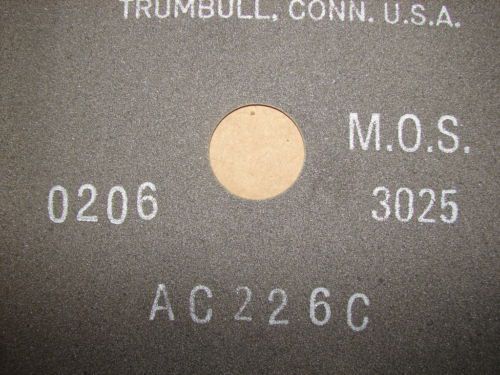 TRUMBULL, CONN. U.S.A.
M.O.S.
0206 3025
AC226C